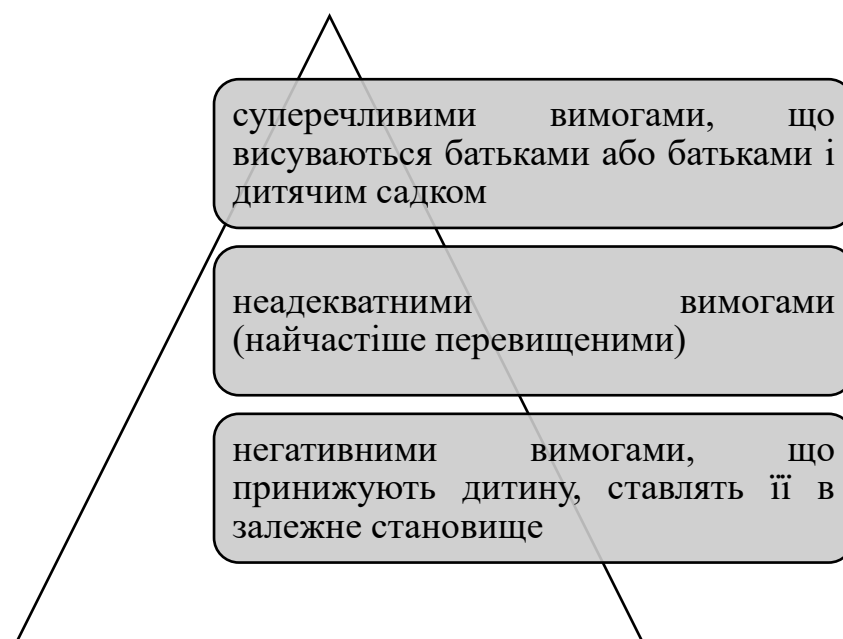 суперечливими вимогами, що
висуваються батьками або батьками і
дитячим садком
неадекватними вимогами
(найчастіше перевищеними)
негативними вимогами, що
принижують дитину, ставлять її в
залежне становище